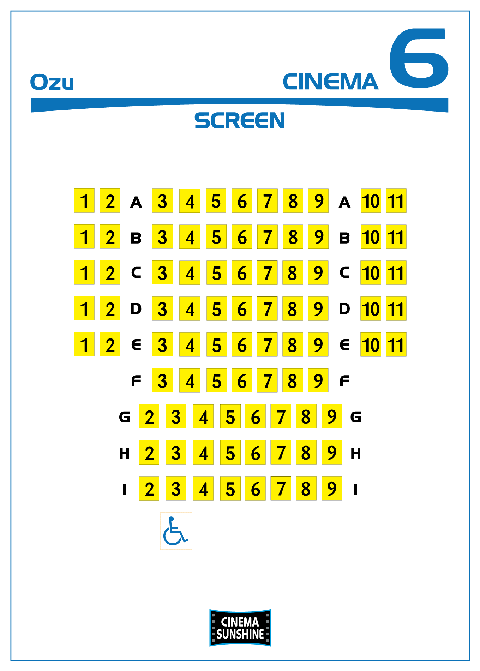 6
Ozu CINEMA
SCREEN
1 2 A 3 4 5 6 7 8 9 A 10 11
1 2 B 3 4 5 6 7 8 9 B 10 11
1 2 C 3 4 5 6 7 8 9 C 10 11
1 2 D 3 4 5 6 7 8 9 D 10 11
1 2 E 3 4 5 6 7 8 9 E 10 11
F 3 4 5 6 7 8 9 F
G 2 3 4 5 6 7 8 9 G
H 2 3 4 5 6 7 8 9 H
I 2 3 4 5 6 7 8 9 I
CINEMA
SUNSHINE